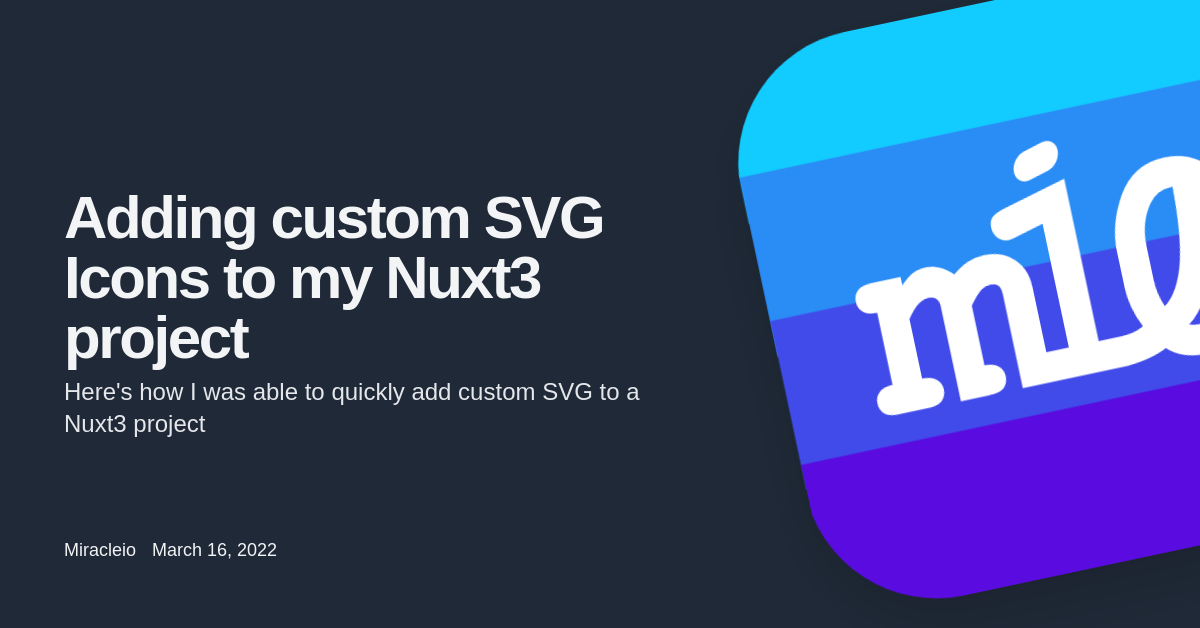 Adding custom SVG
Icons to my Nuxt3
project
Here's how I was able to quickly add custom SVG to a
Nuxt3 project
Miracleio March 16, 2022